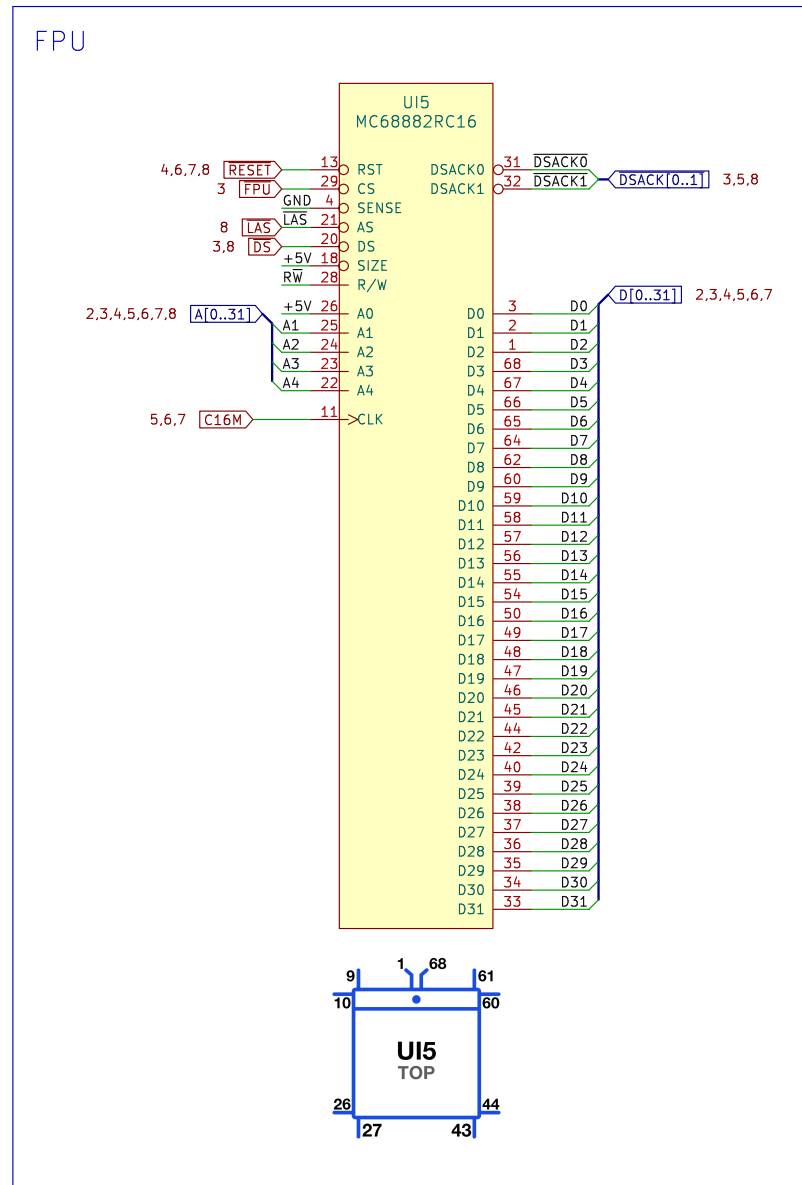 FPU
UI5
MC68882RC16
4,6,7,8 RESET 13 RST DSACK0 31 DSACK0
3 FPU 29 CS DSACK1 32 DSACK1 DSACK[0..1] 3,5,8
GND 4 SENSE
8 LAS LAS 21 AS
3,8 DS 20 DS
+5V 18 SIZE
RW 28 R/W
D[0..31] 2,3,4,5,6,7
2,3,4,5,6,7,8 A[0..31] +5V 26 A0 D0 3 D0
A1 25 A1 D1 2 D1
A2 24 A2 D2 1 D2
A3 23 A3 D3 68 D3
A4 22 A4 D4 67 D4
D5 66 D5
5,6,7 C16M 11 CLK D6 65 D6
D7 64 D7
D8 62 D8
D9 60 D9
D10 59 D10
D11 58 D11
D12 57 D12
D13 56 D13
D14 55 D14
D15 54 D15
D16 50 D16
D17 49 D17
D18 48 D18
D19 47 D19
D20 46 D20
D21 45 D21
D22 44 D22
D23 42 D23
D24 40 D24
D25 39 D25
D26 38 D26
D27 37 D27
D28 36 D28
D29 35 D29
D30 34 D30
D31 33 D31
9 1 68 61
10 60
UI5
TOP
26 44
27 43